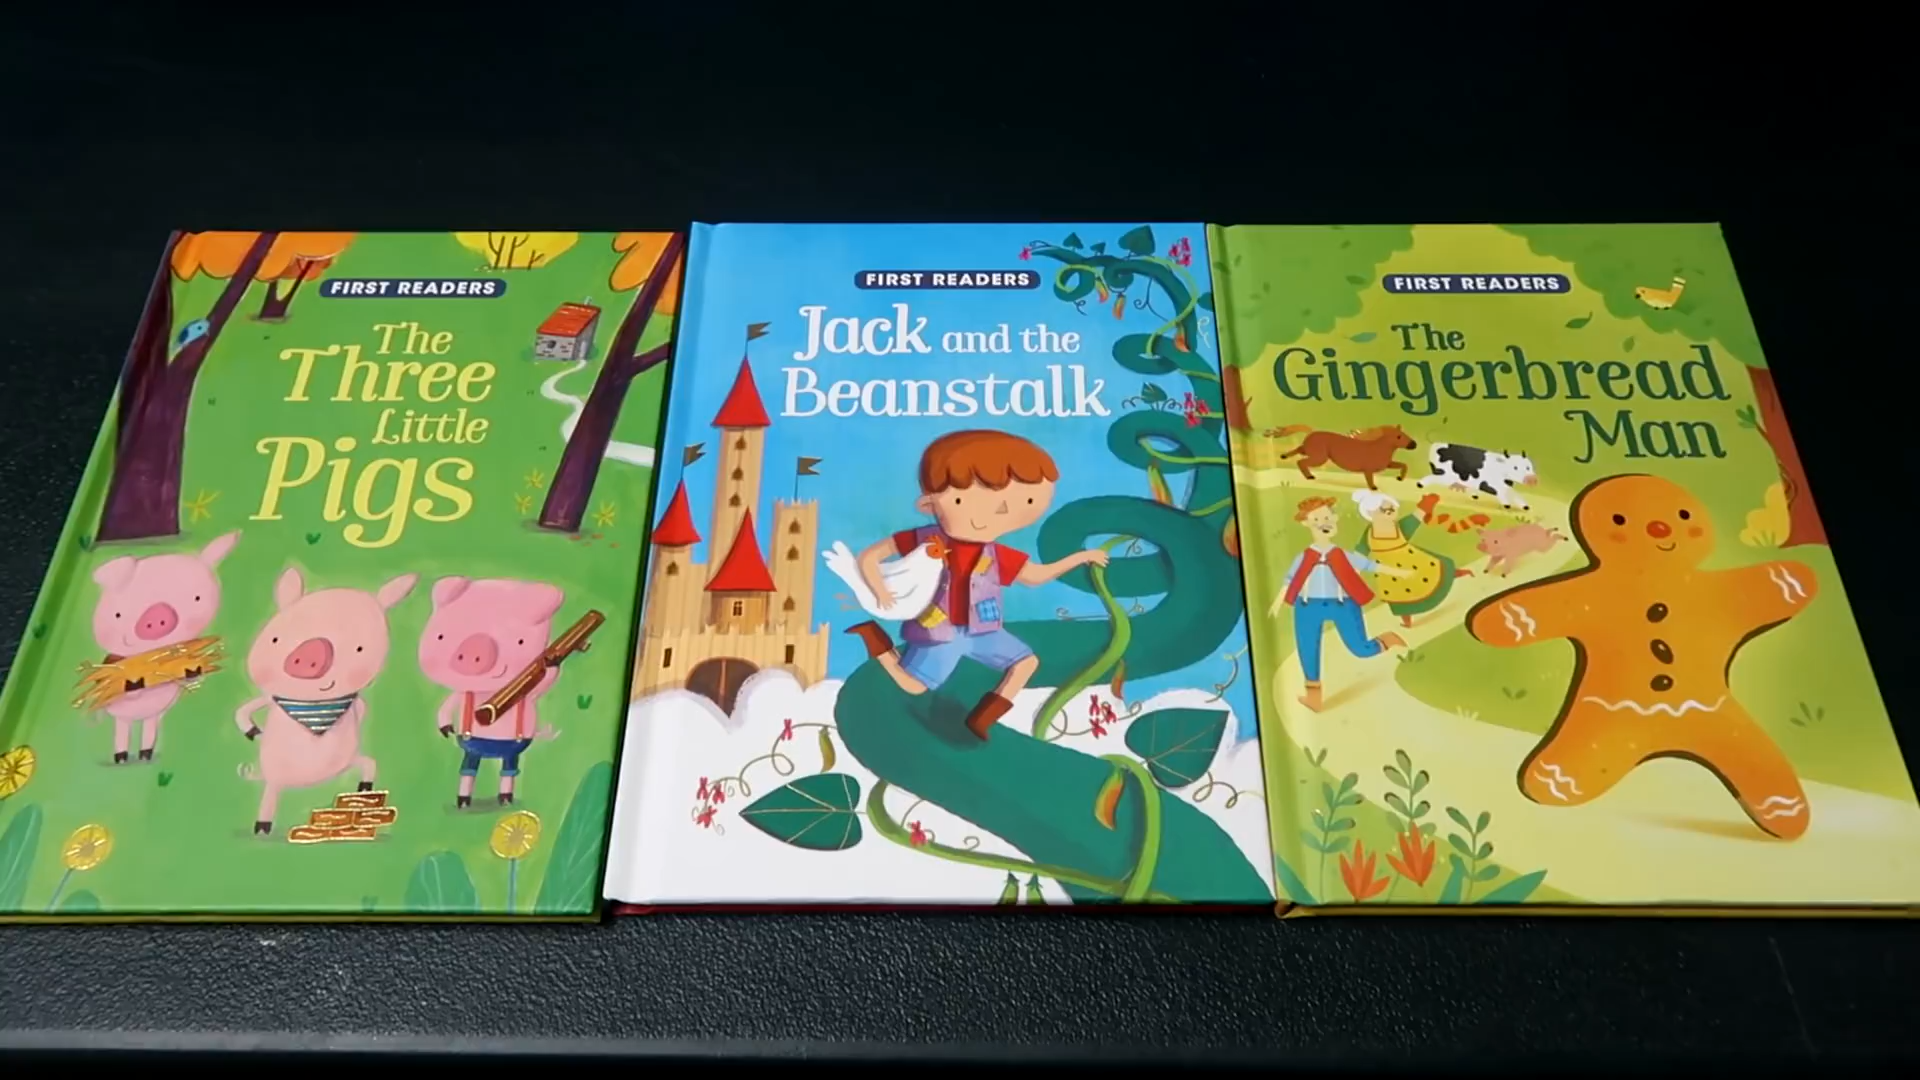 FIRST READERS
The
Three
Little
Pigs
FIRST READERS
Jack and the
Beanstalk
FIRST READERS
The
Gingerbread
Man